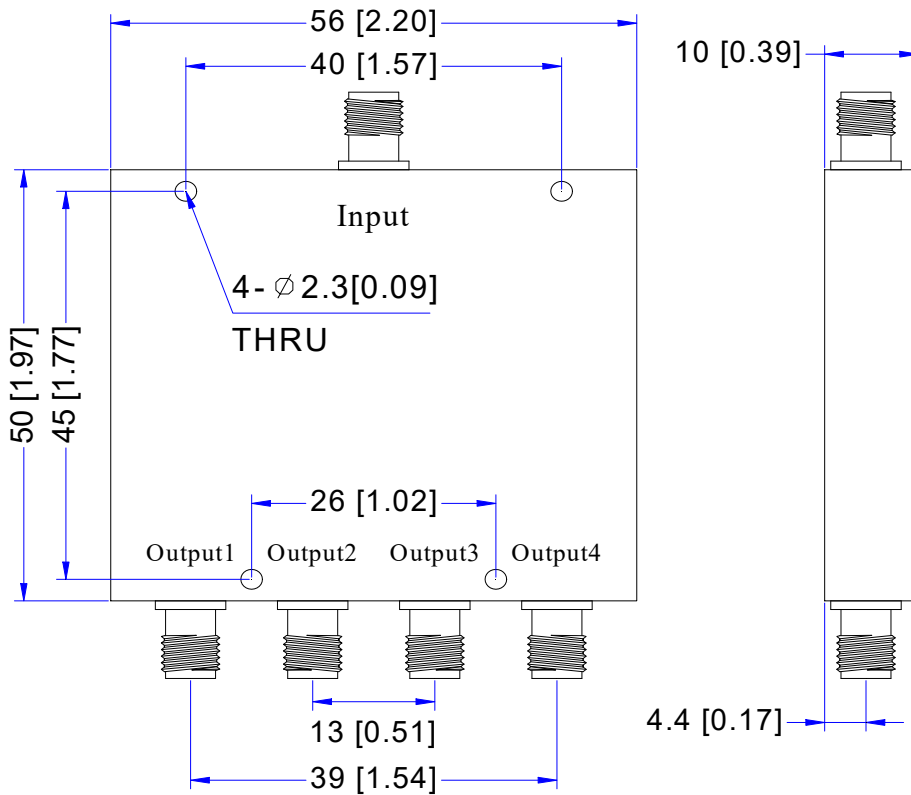 56 [2.20]
40 [1.57]
10 [0.39]
Input
4-⌀2.3[0.09]
THRU
50 [1.97]
45 [1.77]
26 [1.02]
Output1
Output2
Output3
Output4
13 [0.51]
39 [1.54]
4.4 [0.17]